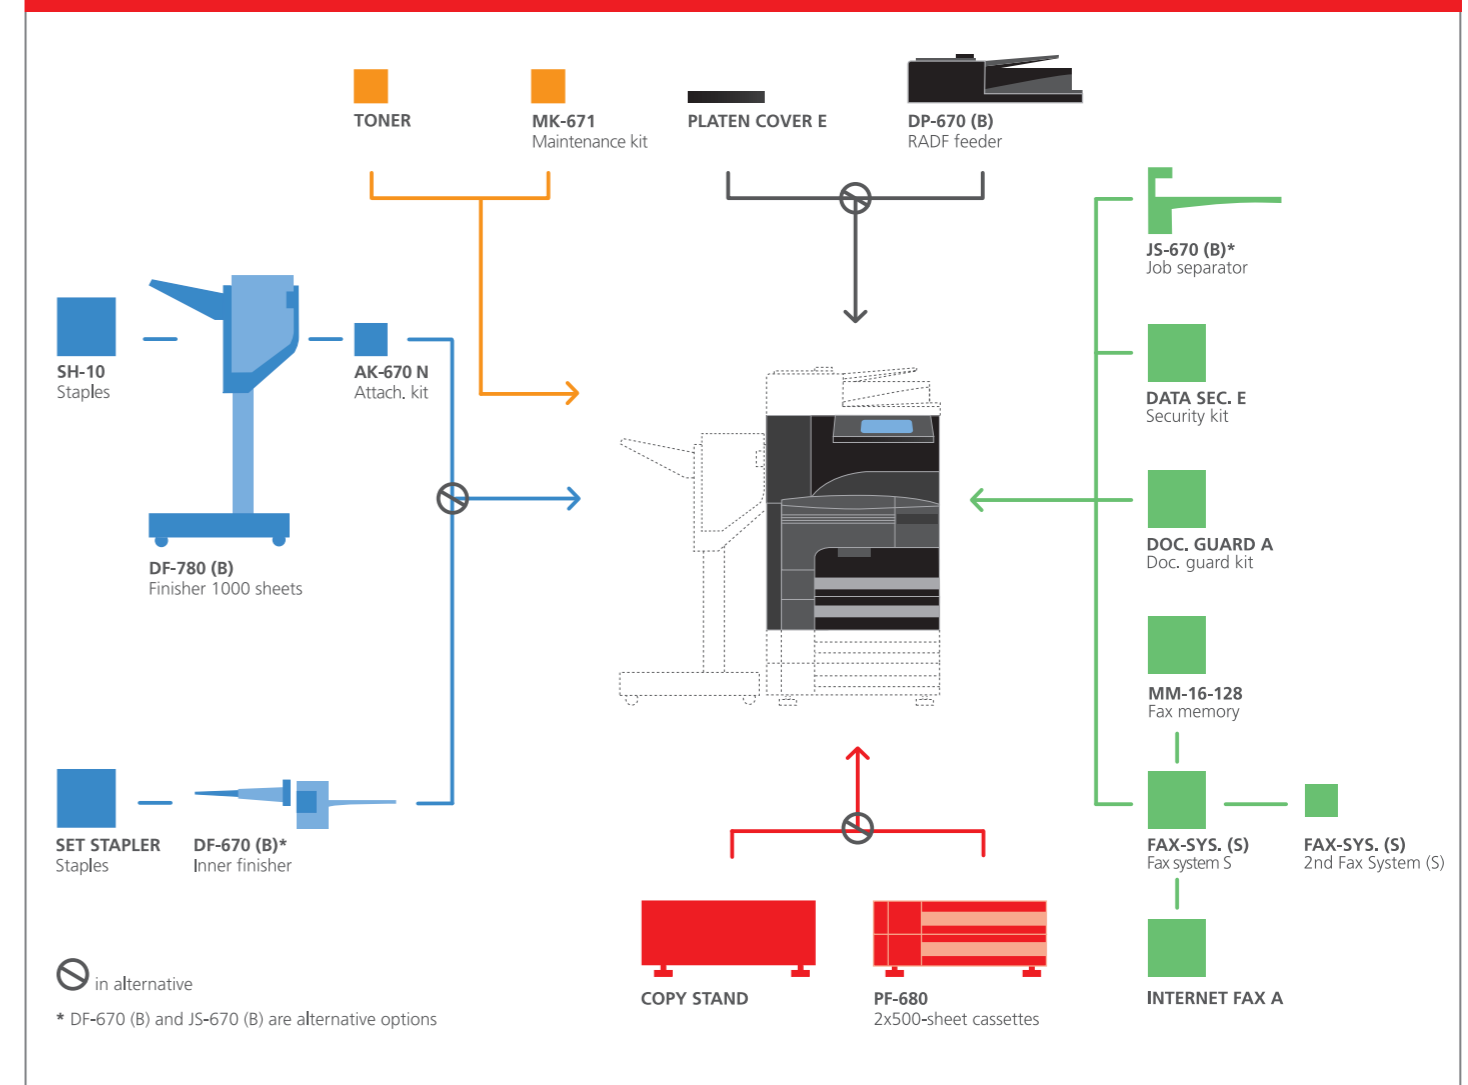 TONER
MK-671
Maintenance kit
PLATEN COVER E
DP-670 (B)
RADF feeder
JS-670 (B)*
Job separator
SH-10
Staples
AK-670 N
Attach. kit
DATA SEC. E
Security kit
DF-780 (B)
Finisher 1000 sheets
DOC. GUARD A
Doc. guard kit
MM-16-128
Fax memory
SET STAPLER
Staples
DF-670 (B)*
Inner finisher
FAX-SYS. (S)
Fax system S
FAX-SYS. (S)
2nd Fax System (S)
COPY STAND
PF-680
2x500-sheet cassettes
INTERNET FAX A
in alternative
* DF-670 (B) and JS-670 (B) are alternative options